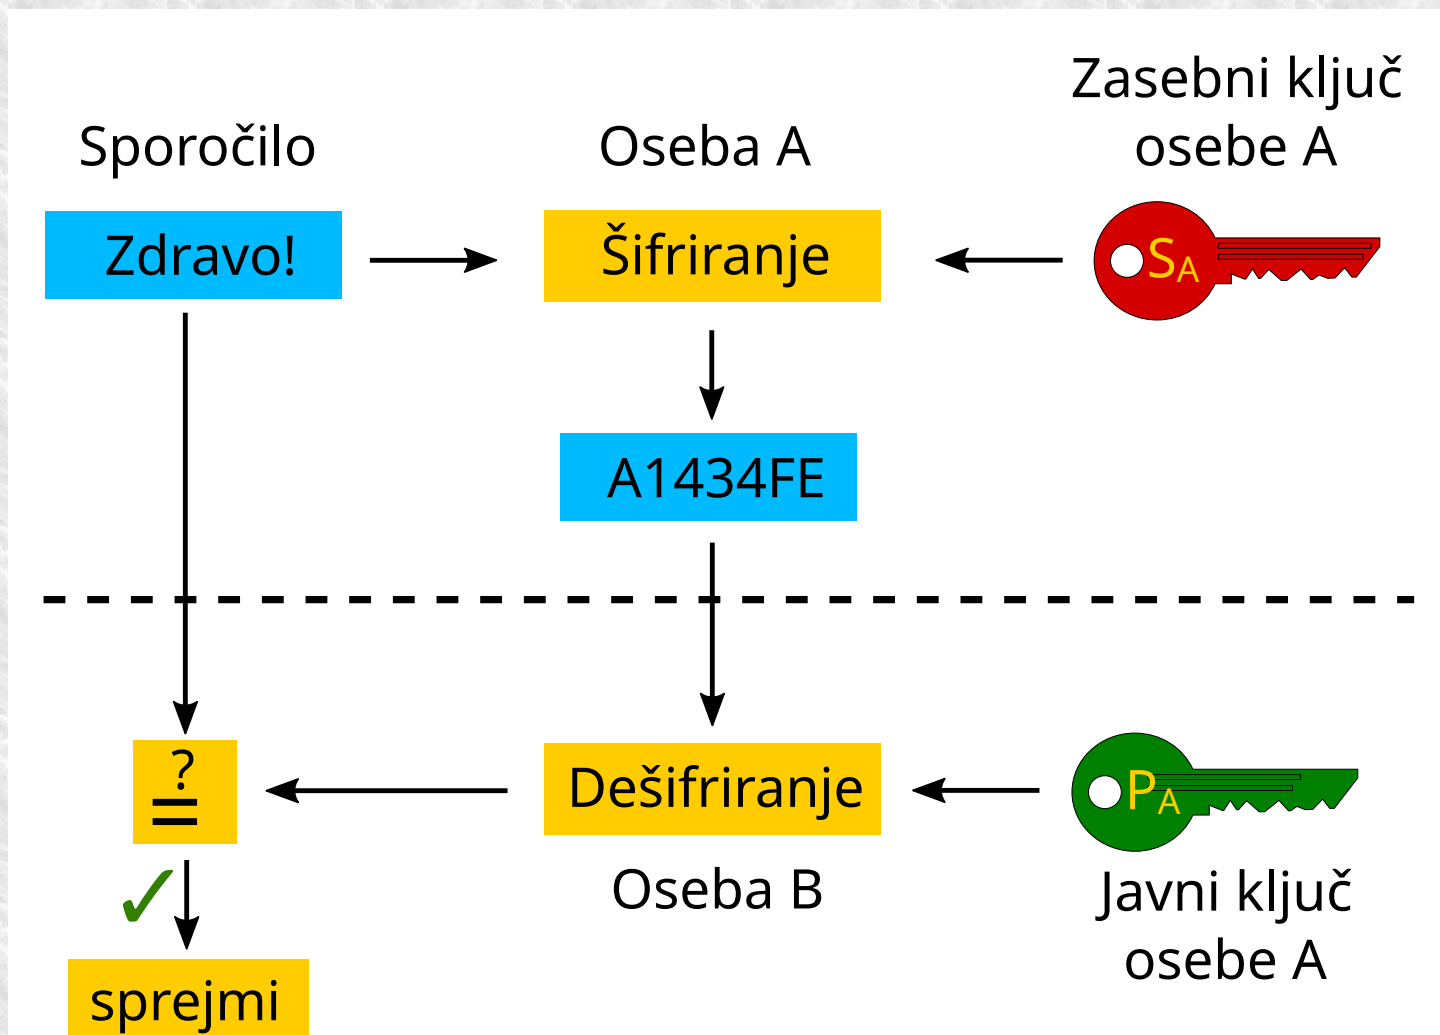 Zasebni ključ
osebe A
Sporočilo
Oseba A
Zdravo!
Šifriranje
SA
A1434FE
?
=
Dešifriranje
PA
Oseba B
Javni ključ
osebe A
✓
sprejmi